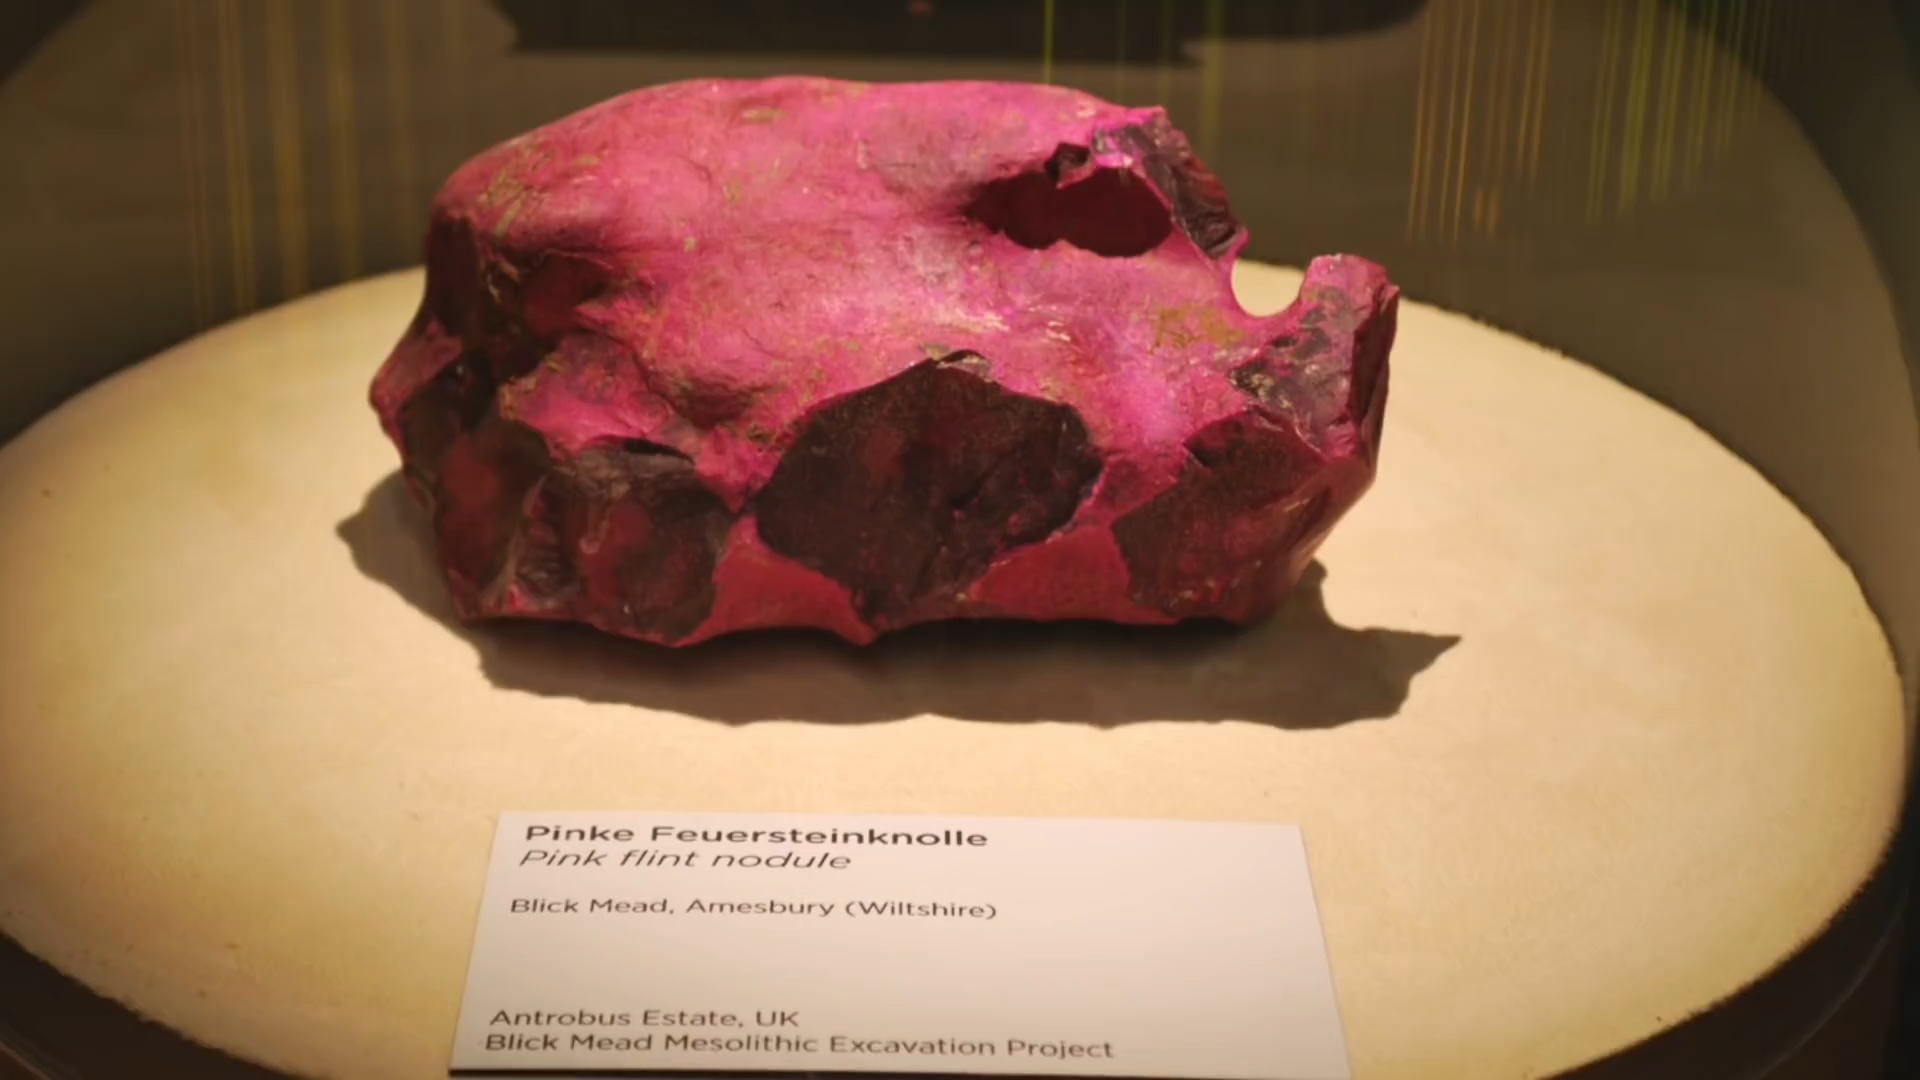 Pinke Feuersteinknolle
Pink flint nodule
Blick Mead, Amesbury (Wiltshire)
Antrobus Estate, UK
Blick Mead Mesolithic Excavation Project